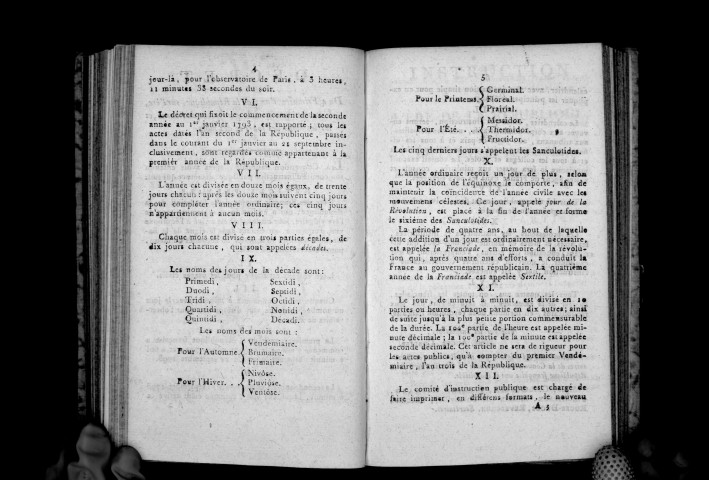 4
jour-là, pour l'observatoire de Paris, à 3 heures,
11 minutes 38 secondes du soir.
VI.
Le décret qui fixoit le commencement de la seconde
année au 1er janvier 1793, est rapporté; tous les
actes datés l'an second de la République, passés
dans le courant du 1er janvier au 21 septembre in-
clusivement, sont regardés comme appartenans à la
première année de la République.
VII.
L'année est divisée en douze mois égaux, de trente
jours chacun: après les douze mois suivent cinq jours
pour compléter l'année ordinaire; ces cinq jours
n'appartiennent à aucun mois.
VIII.
Chaque mois est divisé en trois parties égales, de
dix jours chacune, qui sont appelées décades.
IX.
Les noms des jours de la décade sont:
Primedi, Sextidi,
Duodi, Septidi,
Tridi, Octidi,
Quartidi, Nonidi,
Quintidi, Décadi.
Les noms des mois sont:
Pour l'Automne { Vendémiaire.
Brumaire.
Frimaire.
Pour l'Hiver... { Nivôse.
Pluviôse.
Ventôse.
5
Pour le Printems { Germinal.
Floréal.
Prairial.
Pour l'Été.... { Messidor.
Thermidor.
Fructidor.
Les cinq derniers jours s'appelent les Sanculotides.
X.
L'année ordinaire reçoit un jour de plus, selon
que la position de l'équinoxe le comporte, afin de
maintenir la coïncidence de l'année civile avec les
mouvemens célestes. Ce jour, appelé jour de la
Révolution, est placé à la fin de l'année et forme
le sixième des Sanculotides.
La période de quatre ans, au bout de laquelle
cette addition d'un jour est ordinairement nécessaire,
est appelée la Franciade, en mémoire de la révolu-
tion qui, après quatre ans d'efforts, a conduit la
France au gouvernement républicain. La quatrième
année de la Franciade est appelée Sextile.
XI.
Le jour, de minuit à minuit, est divisé en 10
parties ou heures, chaque partie en dix autres; ainsi
de suite jusqu'à la plus petite portion commensurable
de la durée. La 100e partie de l'heure est appelée mi-
nute décimale; la 100e partie de la minute est appelée
seconde décimale. Cet article ne sera de rigueur pour
les actes publics, qu'à compter du premier Vendé-
miaire, l'an trois de la République.
XII.
Le comité d'instruction publique est chargé de
faire imprimer, en différens formats, le nouveau
A 3